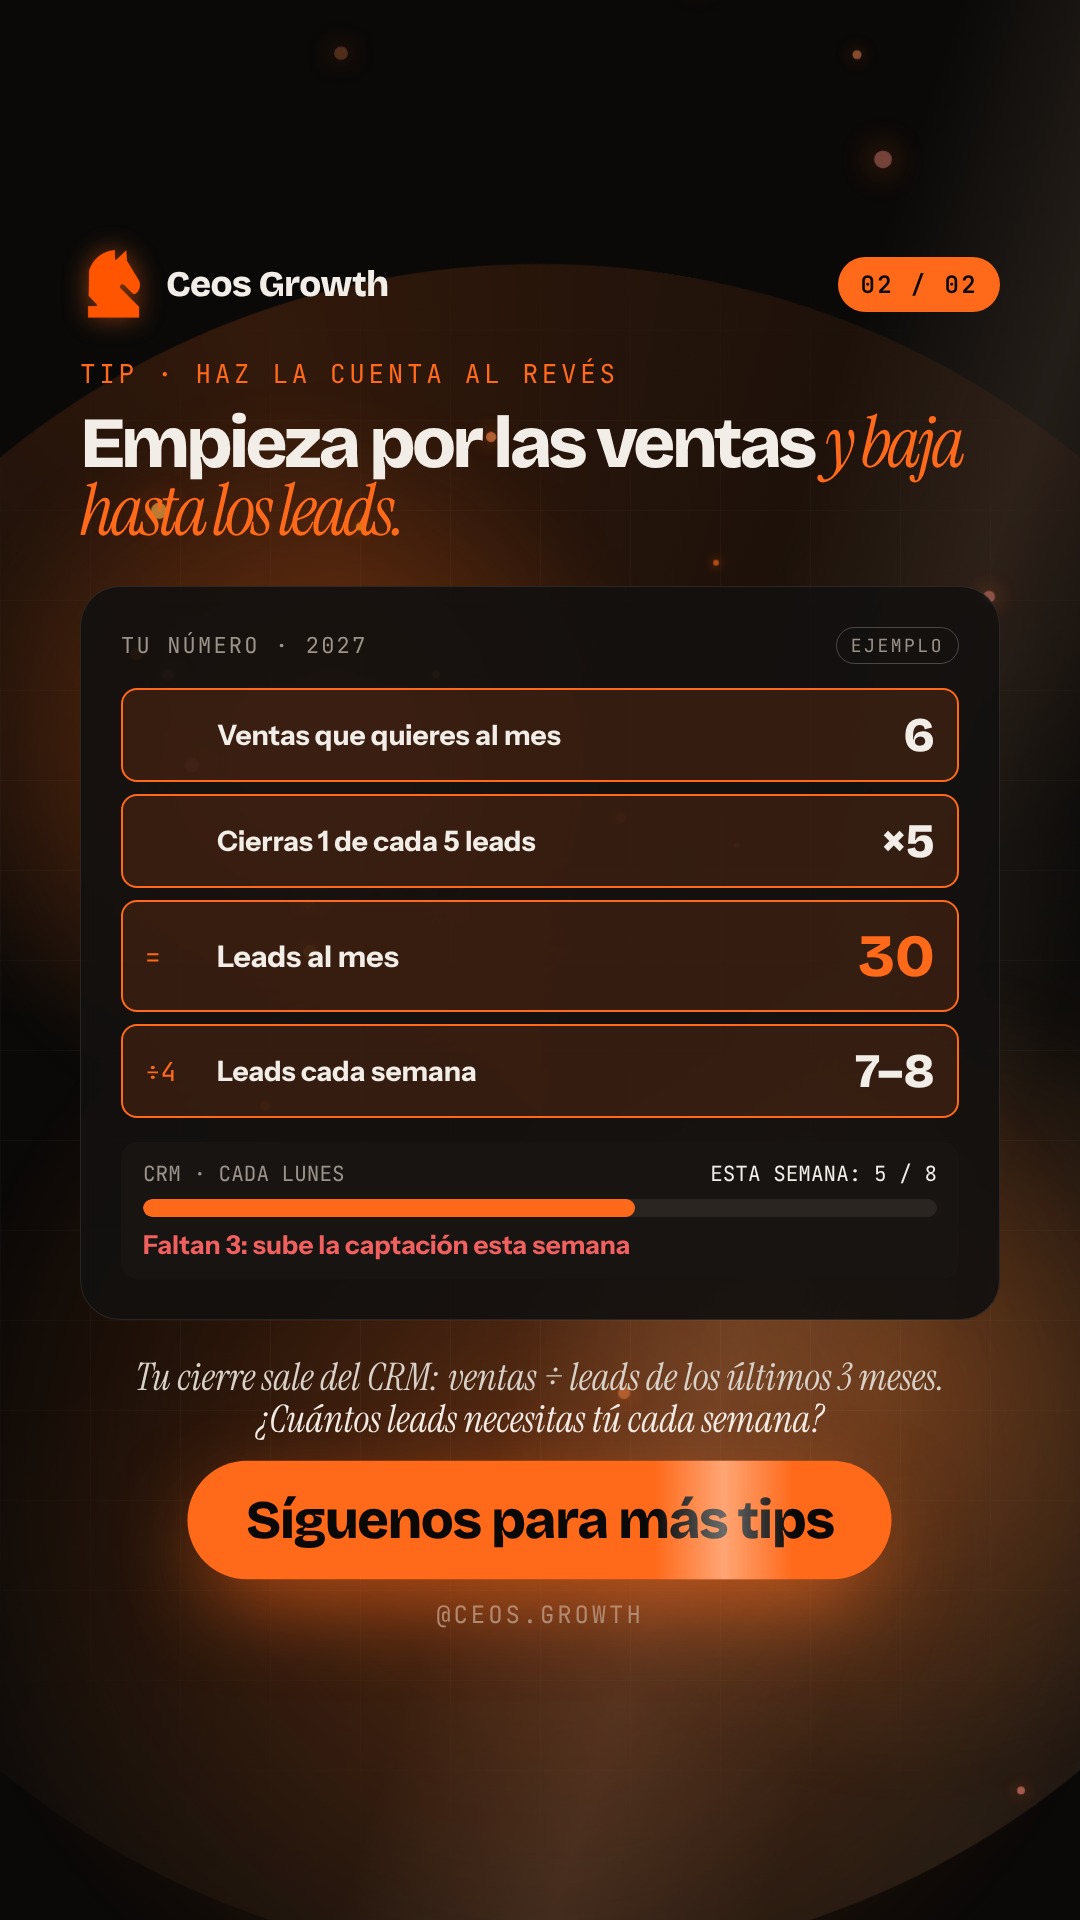 Ceos Growth
02 / 02
TIP · HAZ LA CUENTA AL REVÉS
Empieza por las ventas y baja
hasta los leads.
TU NÚMERO · 2027
EJEMPLO
Ventas que quieres al mes 6
Cierras 1 de cada 5 leads ×5
= Leads al mes 30
÷4 Leads cada semana 7–8
CRM · CADA LUNES
ESTA SEMANA: 5 / 8
Faltan 3: sube la captación esta semana
Tu cierre sale del CRM: ventas ÷ leads de los últimos 3 meses.
¿Cuántos leads necesitas tú cada semana?
Síguenos para más tips
@CEOS.GROWTH